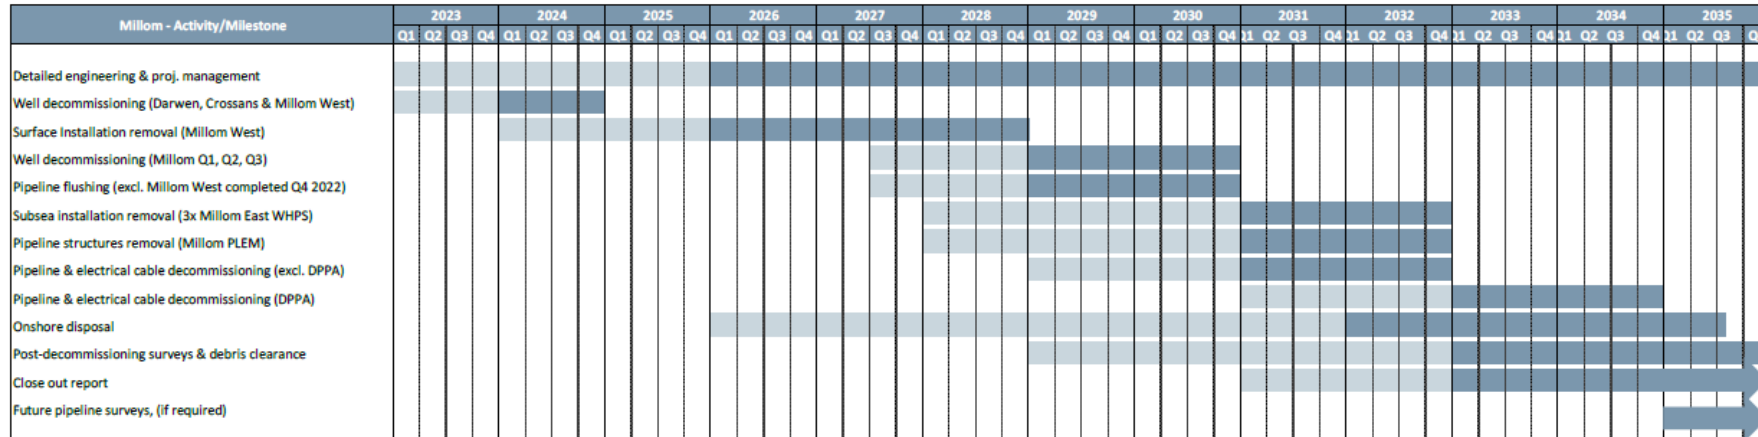 Millom - Activity/Milestone
2023 2024 2025 2026 2027 2028 2029 2030 2031 2032 2033 2034 2035
Q1 Q2 Q3 Q4 Q1 Q2 Q3 Q4 Q1 Q2 Q3 Q4 Q1 Q2 Q3 Q4 Q1 Q2 Q3 Q4 Q1 Q2 Q3 Q4 Q1 Q2 Q3 Q4 Q1 Q2 Q3 Q4 Q1 Q2 Q3 Q4 Q1 Q2 Q3 Q4 Q1 Q2 Q3 Q4 Q1 Q2 Q3 Q4 Q1 Q2 Q3 Q
Detailed engineering & proj. management
Well decommissioning (Darwen, Crossans & Millom West)
Surface Installation removal (Millom West)
Well decommissioning (Millom Q1, Q2, Q3)
Pipeline flushing (excl. Millom West completed Q4 2022)
Subsea installation removal (3x Millom East WHPS)
Pipeline structures removal (Millom PLEM)
Pipeline & electrical cable decommissioning (excl. DPPA)
Pipeline & electrical cable decommissioning (DPPA)
Onshore disposal
Post-decommissioning surveys & debris clearance
Close out report
Future pipeline surveys, (if required)